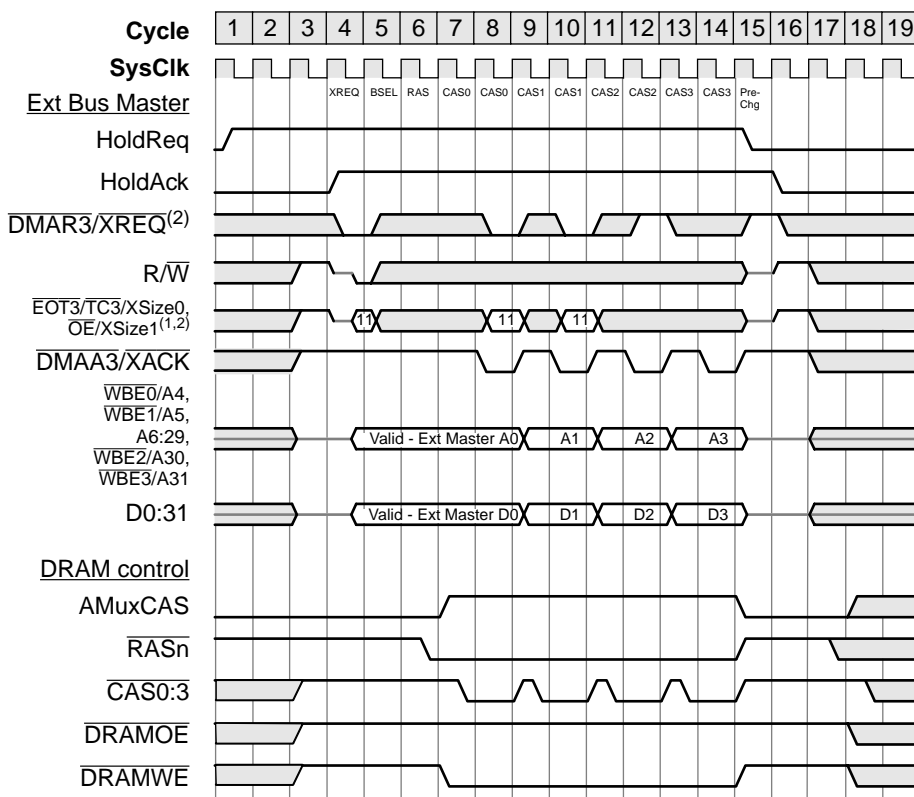 Cycle 1 2 3 4 5 6 7 8 9 10 11 12 13 15 16 17 18 19
SysClk
XREQ BSEL RAS CAS0 CAS0 CAS1 CAS1 CAS2 CAS2 CAS3 CAS3 Pre-
Chg
Ext Bus Master
HoldReq
HoldAck
DMAR3/XREQ(2)
R/W
EOT3/TC3/XSize0,
OE/XSize1(1,2) 11 11 11
DMAA3/XACK
WBE0/A4,
WBE1/A5,
A6:29, Valid - Ext Master A0 A1 A2 A3
WBE2/A30,
WBE3/A31
D0:31 Valid - Ext Master D0 D1 D2 D3
DRAM control
AMuxCAS
RASn
CAS0:3
DRAMOE
DRAMWE